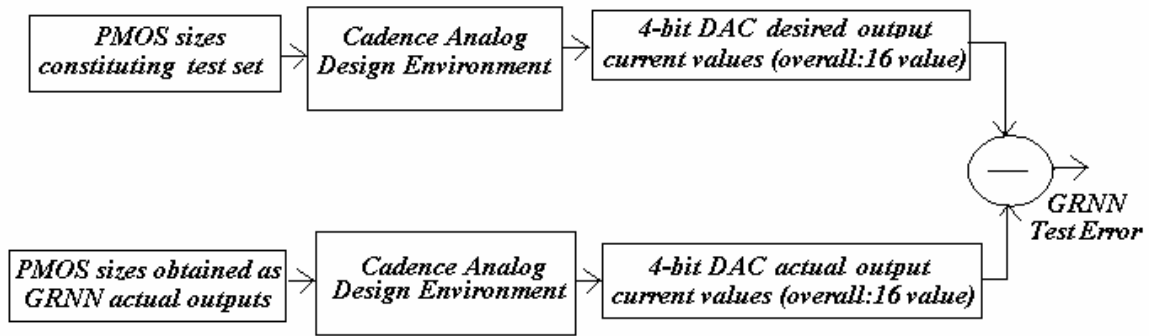 PMOS sizes
constituting test set
Cadence Analog
Design Environment
4-bit DAC desired output
current values (overall:16 value)
GRNN
Test Error
PMOS sizes obtained as
GRNN actual outputs
Cadence Analog
Design Environment
4-bit DAC actual output
current values (overall:16 value)